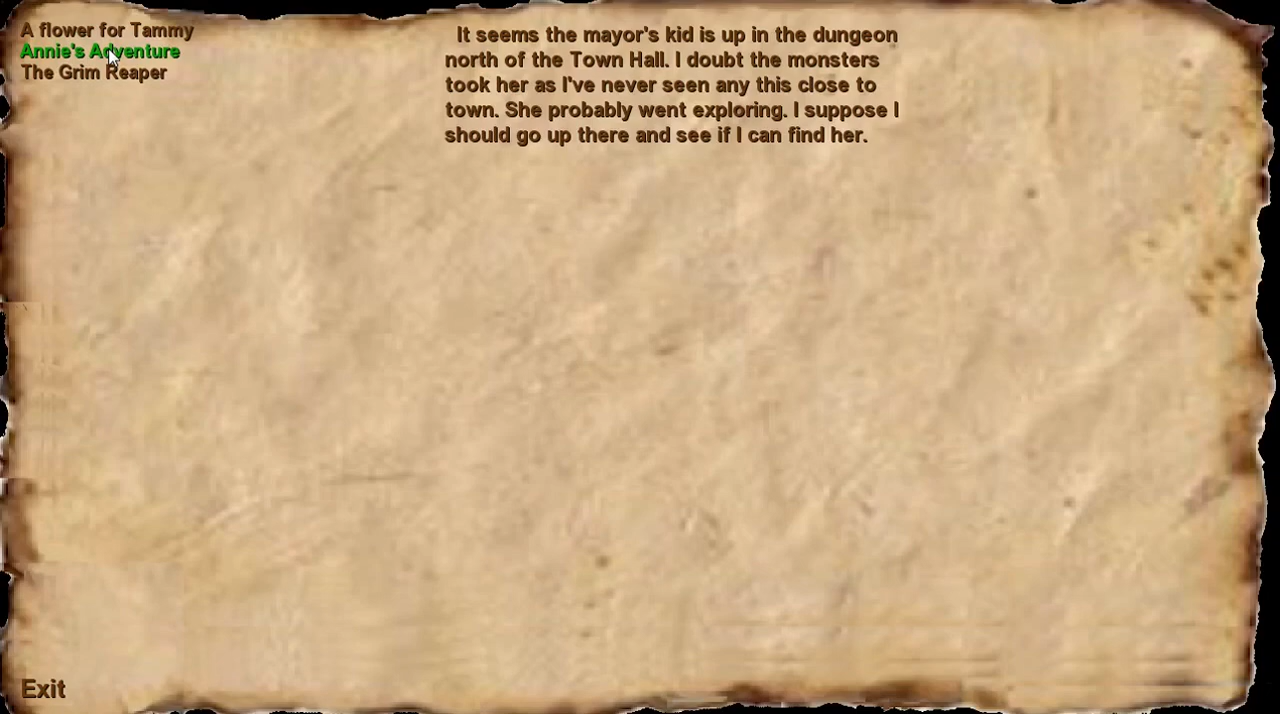 A flower for Tammy
Annie's Adventure
The Grim Reaper
It seems the mayor's kid is up in the dungeon
north of the Town Hall. I doubt the monsters
took her as I've never seen any this close to
town. She probably went exploring. I suppose I
should go up there and see if I can find her.
Exit